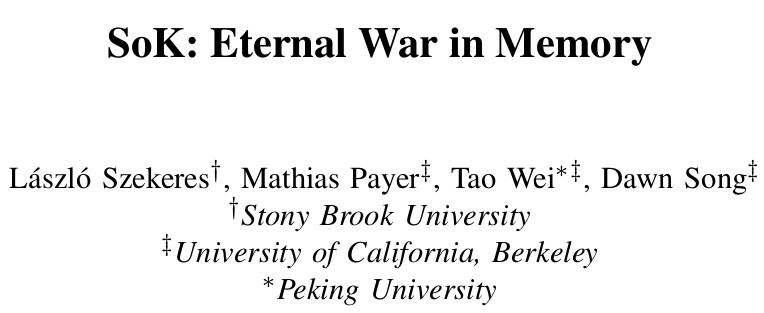 SoK: Eternal War in Memory
László Szekeres†, Mathias Payer‡, Tao Wei*‡, Dawn Song‡
†Stony Brook University
‡University of California, Berkeley
*Peking University